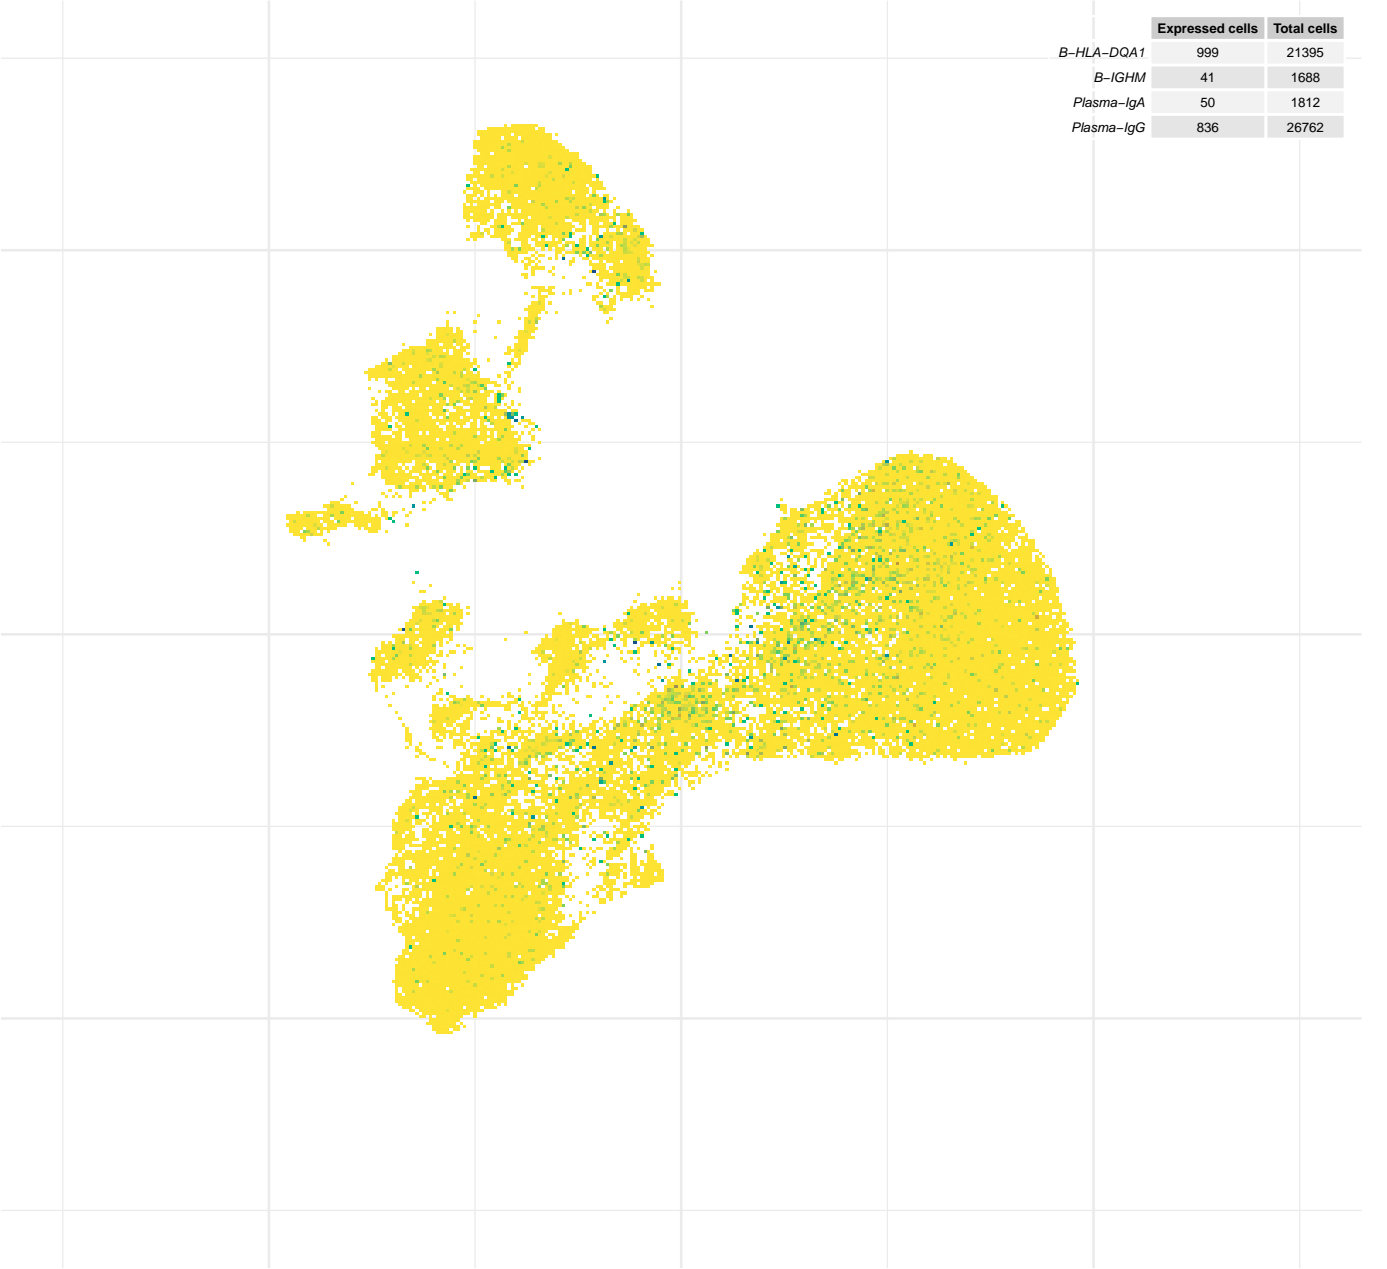 Expressed cells Total cells
B−HLA−DQA1 999 21395
B−IGHM 41 1688
Plasma−IgA 50 1812
Plasma−IgG 836 26762